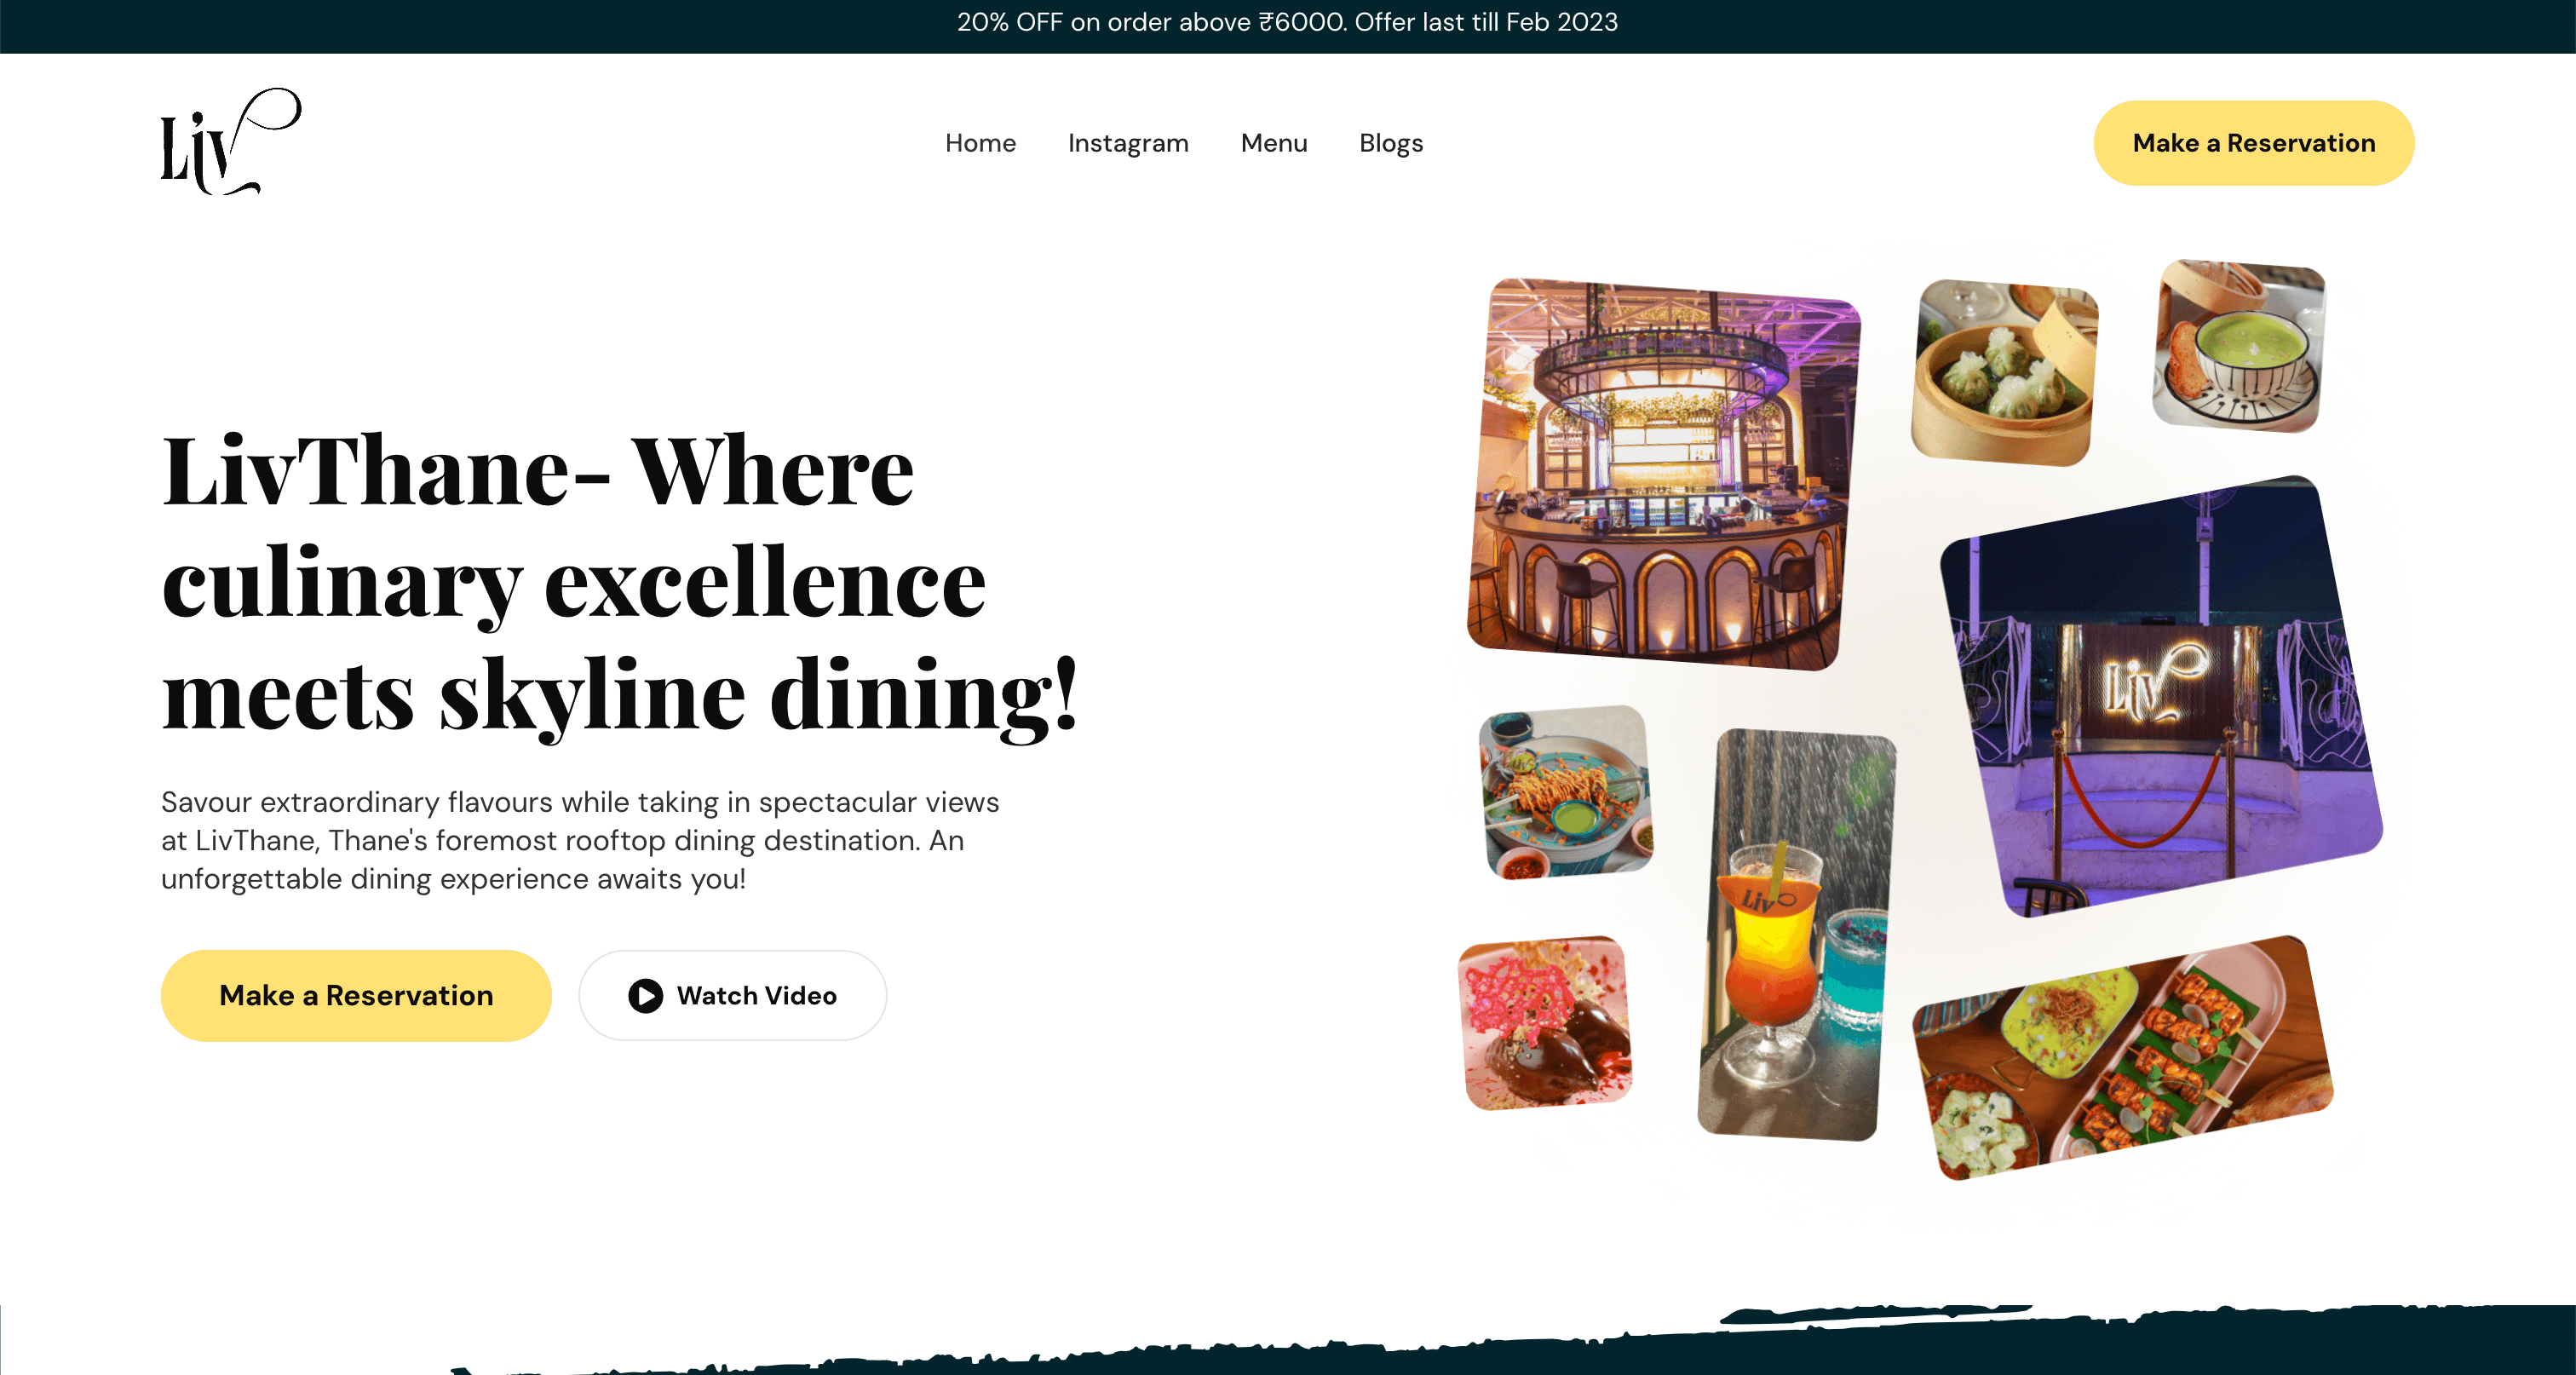 20% OFF on order above ₹6000. Offer last till Feb 2023
Liv
Home
Instagram
Menu
Blogs
Make a Reservation
LivThane- Where
culinary excellence
meets skyline dining!
Savour extraordinary flavours while taking in spectacular views
at LivThane, Thane's foremost rooftop dining destination. An
unforgettable dining experience awaits you!
Make a Reservation
Watch Video
Liv
Liv